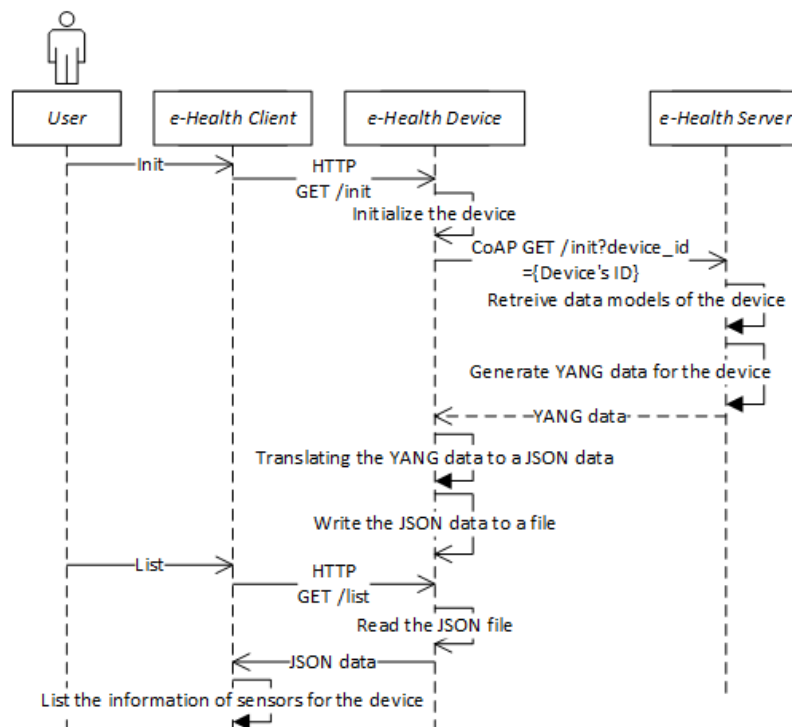 User
e-Health Client
e-Health Device
e-Health Server
Init
HTTP
GET /init
Initialize the device
CoAP GET /init?device_id
={Device's ID}
Retreive data models of the device
Generate YANG data for the device
YANG data
Translating the YANG data to a JSON data
Write the JSON data to a file
List
HTTP
GET /list
Read the JSON file
JSON data
List the information of sensors for the device